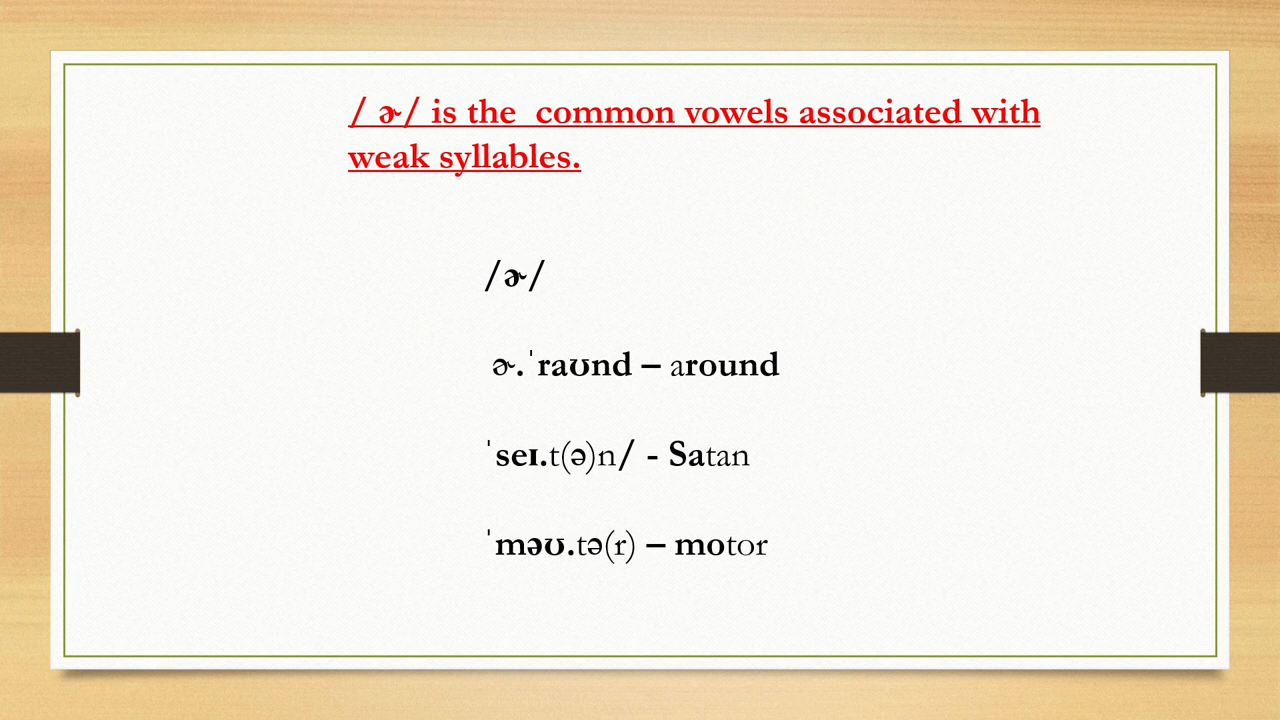 / ɚ/ is the  common vowels associated with
weak syllables.
/ɚ/
ɚ.ˈraʊnd – around
ˈseɪ.t(ə)n/ - Satan
ˈməʊ.tə(r) – motor